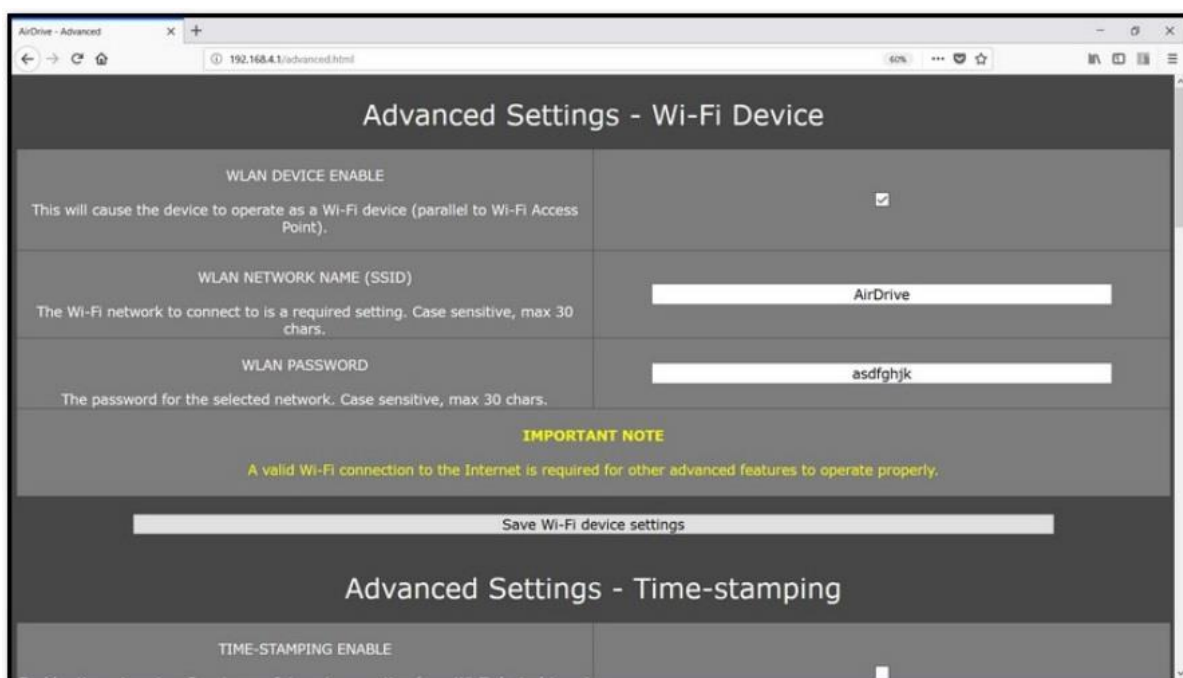 AirDrive - Advanced
192.168.4.1/advanced.html
60%
Advanced Settings - Wi-Fi Device
WLAN DEVICE ENABLE
This will cause the device to operate as a Wi-Fi device (parallel to Wi-Fi Access
Point).
WLAN NETWORK NAME (SSID)
AirDrive
The Wi-Fi network to connect to is a required setting. Case sensitive, max 30
chars.
WLAN PASSWORD
asdfghjk
The password for the selected network. Case sensitive, max 30 chars.
IMPORTANT NOTE
A valid Wi-Fi connection to the Internet is required for other advanced features to operate properly.
Save Wi-Fi device settings
Advanced Settings - Time-stamping
TIME-STAMPING ENABLE